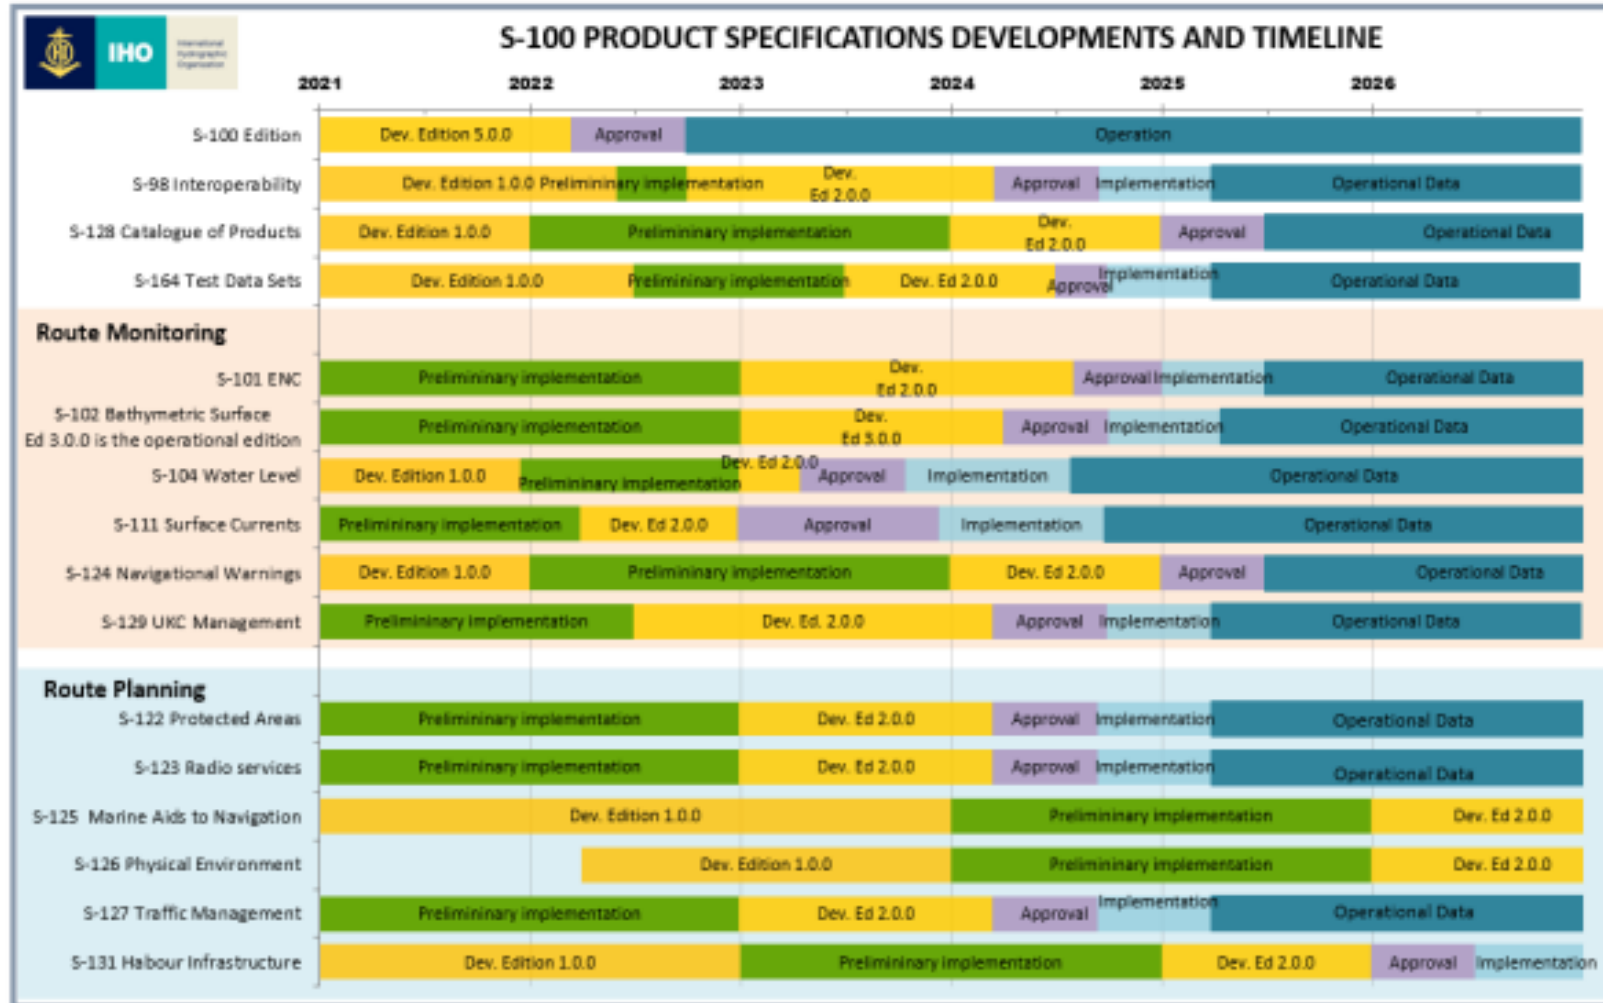 IHO
International
Hydrographic
Organization
S-100 PRODUCT SPECIFICATIONS DEVELOPMENTS AND TIMELINE
2021 2022 2023 2024 2025 2026
S-100 Edition Dev. Edition 5.0.0 Approval Operation
S-98 Interoperability Dev. Edition 1.0.0 Prelimininary implementation Dev. Ed 2.0.0 Approval Implementation Operational Data
S-128 Catalogue of Products Dev. Edition 1.0.0 Prelimininary implementation Dev. Ed 2.0.0 Approval Operational Data
S-164 Test Data Sets Dev. Edition 1.0.0 Prelimininary implementation Dev. Ed 2.0.0 Approval Implementation Operational Data
Route Monitoring
S-101 ENC Prelimininary implementation Dev. Ed 2.0.0 Approval Implementation Operational Data
S-102 Bathymetric Surface
Ed 3.0.0 is the operational edition Prelimininary implementation Dev. Ed 3.0.0 Approval Implementation Operational Data
S-104 Water Level Dev. Edition 1.0.0 Prelimininary implementation Dev. Ed 2.0.0 Approval Implementation Operational Data
S-111 Surface Currents Prelimininary implementation Dev. Ed 2.0.0 Approval Implementation Operational Data
S-124 Navigational Warnings Dev. Edition 1.0.0 Prelimininary implementation Dev. Ed 2.0.0 Approval Operational Data
S-129 UKC Management Prelimininary implementation Dev. Ed. 2.0.0 Approval Implementation Operational Data
Route Planning
S-122 Protected Areas Prelimininary implementation Dev. Ed 2.0.0 Approval Implementation Operational Data
S-123 Radio services Prelimininary implementation Dev. Ed 2.0.0 Approval Implementation Operational Data
S-125 Marine Aids to Navigation Dev. Edition 1.0.0 Prelimininary implementation Dev. Ed 2.0.0
S-126 Physical Environment Dev. Edition 1.0.0 Prelimininary implementation Dev. Ed 2.0.0
S-127 Traffic Management Prelimininary implementation Dev. Ed 2.0.0 Approval Implementation Operational Data
S-131 Habour Infrastructure Dev. Edition 1.0.0 Prelimininary implementation Dev. Ed 2.0.0 Approval Implementation